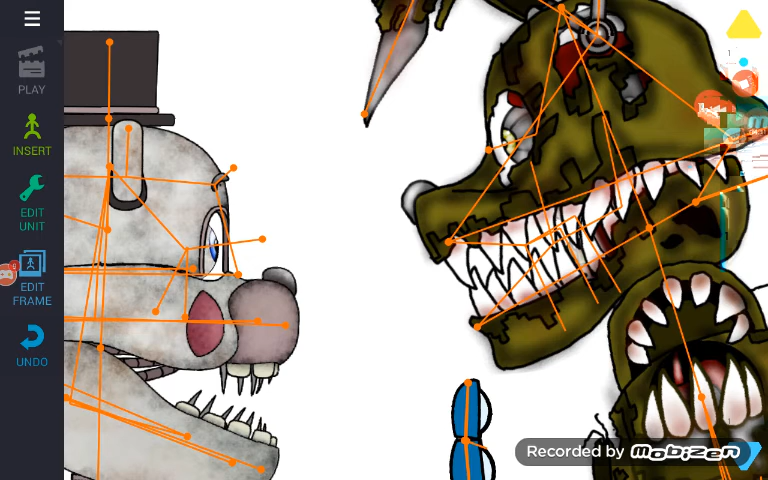 PLAY
INSERT
EDIT
UNIT
EDIT
FRAME
UNDO
Recorded by mobizen